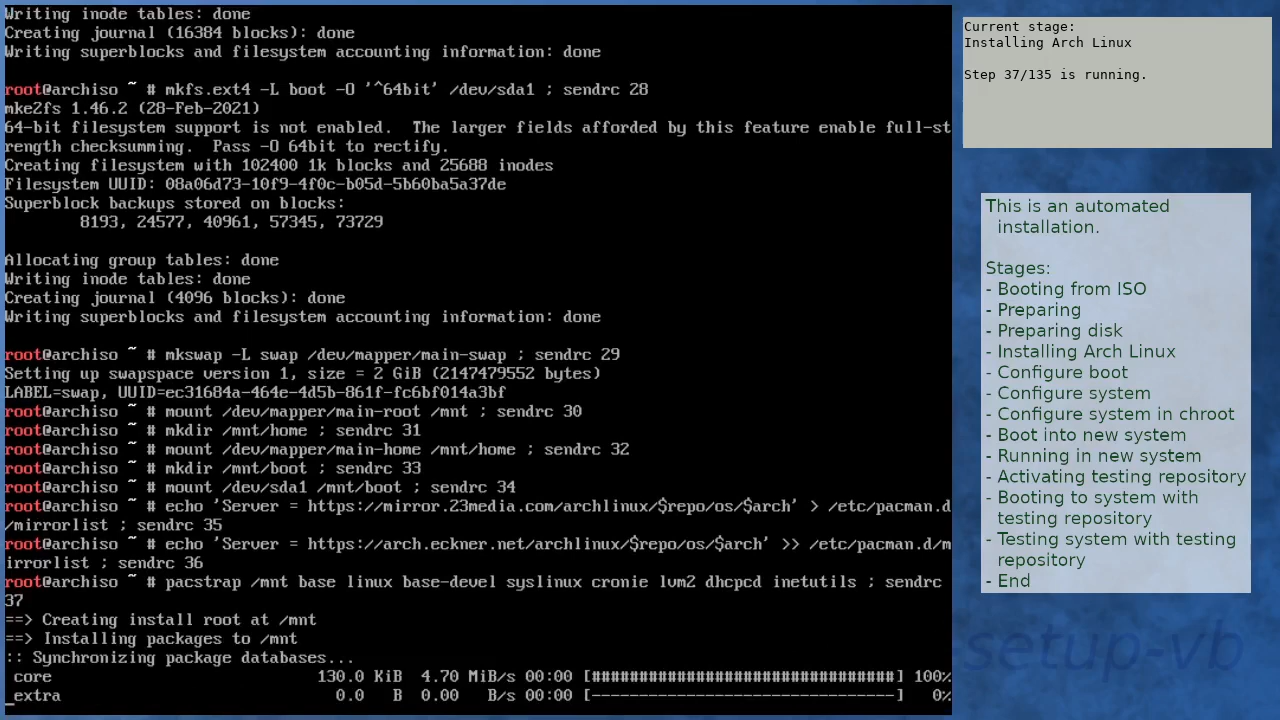 Writing inode tables: done
Creating journal (16384 blocks): done
Writing superblocks and filesystem accounting information: done
root@archiso ~ # mkfs.ext4 -L boot -O '^64bit' /dev/sda1 ; sendrc 28
mke2fs 1.46.2 (28-Feb-2021)
64-bit filesystem support is not enabled.  The larger fields afforded by this feature enable full-st
rength checksumming.  Pass -O 64bit to rectify.
Creating filesystem with 102400 1k blocks and 25688 inodes
Filesystem UUID: 08a06d73-10f9-4f0c-b05d-5b60ba5a37de
Superblock backups stored on blocks:
        8193, 24577, 40961, 57345, 73729
Allocating group tables: done
Writing inode tables: done
Creating journal (4096 blocks): done
Writing superblocks and filesystem accounting information: done
root@archiso ~ # mkswap -L swap /dev/mapper/main-swap ; sendrc 29
Setting up swapspace version 1, size = 2 GiB (2147479552 bytes)
LABEL=swap, UUID=ec31684a-464e-4d5b-861f-fc6bf014a3bf
root@archiso ~ # mount /dev/mapper/main-root /mnt ; sendrc 30
root@archiso ~ # mkdir /mnt/home ; sendrc 31
root@archiso ~ # mount /dev/mapper/main-home /mnt/home ; sendrc 32
root@archiso ~ # mkdir /mnt/boot ; sendrc 33
root@archiso ~ # mount /dev/sda1 /mnt/boot ; sendrc 34
root@archiso ~ # echo 'Server = https://mirror.23media.com/archlinux/$repo/os/$arch' > /etc/pacman.d
/mirrorlist ; sendrc 35
root@archiso ~ # echo 'Server = https://arch.eckner.net/archlinux/$repo/os/$arch' >> /etc/pacman.d/m
irrorlist ; sendrc 36
root@archiso ~ # pacstrap /mnt base linux base-devel syslinux cronie lvm2 dhcpcd inetutils ; sendrc
37
==> Creating install root at /mnt
==> Installing packages to /mnt
:: Synchronizing package databases...
 core                            130.0 KiB  4.70 MiB/s 00:00 [################################] 100%
 extra                             0.0   B  0.00   B/s 00:00 [--------------------------------]   0%
Current stage:
Installing Arch Linux
Step 37/135 is running.
This is an automated
installation.
Stages:
- Booting from ISO
- Preparing
- Preparing disk
- Installing Arch Linux
- Configure boot
- Configure system
- Configure system in chroot
- Boot into new system
- Running in new system
- Activating testing repository
- Booting to system with
testing repository
- Testing system with testing
repository
- End
setup-vb